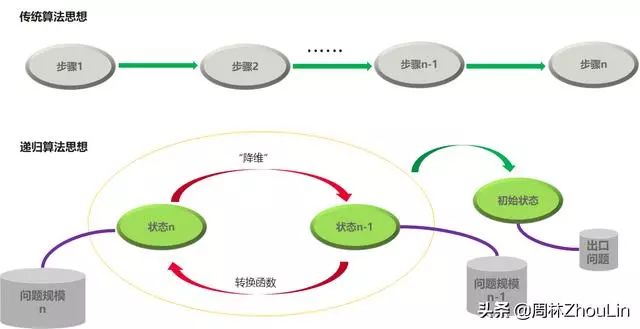 传统算法思想
......
步骤1
步骤2
步骤n-1
步骤n
递归算法思想
“降维”
状态n
状态n-1
初始状态
转换函数
出口
问题
问题规模
n
问题规模
n-1
头条 @周林ZhouLin